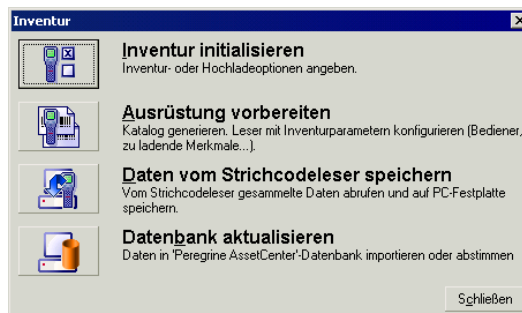 Inventur
Inventur initialisieren
Inventur- oder Hochladeoptionen angeben.
Ausrüstung vorbereiten
Katalog generieren. Leser mit Inventurparametern konfigurieren (Bediener,
zu ladende Merkmale...).
Daten vom Strichcodeleser speichern
Vom Strichcodeleser gesammelte Daten abrufen und auf PC-Festplatte
speichern.
Datenbank aktualisieren
Daten in 'Peregrine AssetCenter'-Datenbank importieren oder abstimmen
Schließen